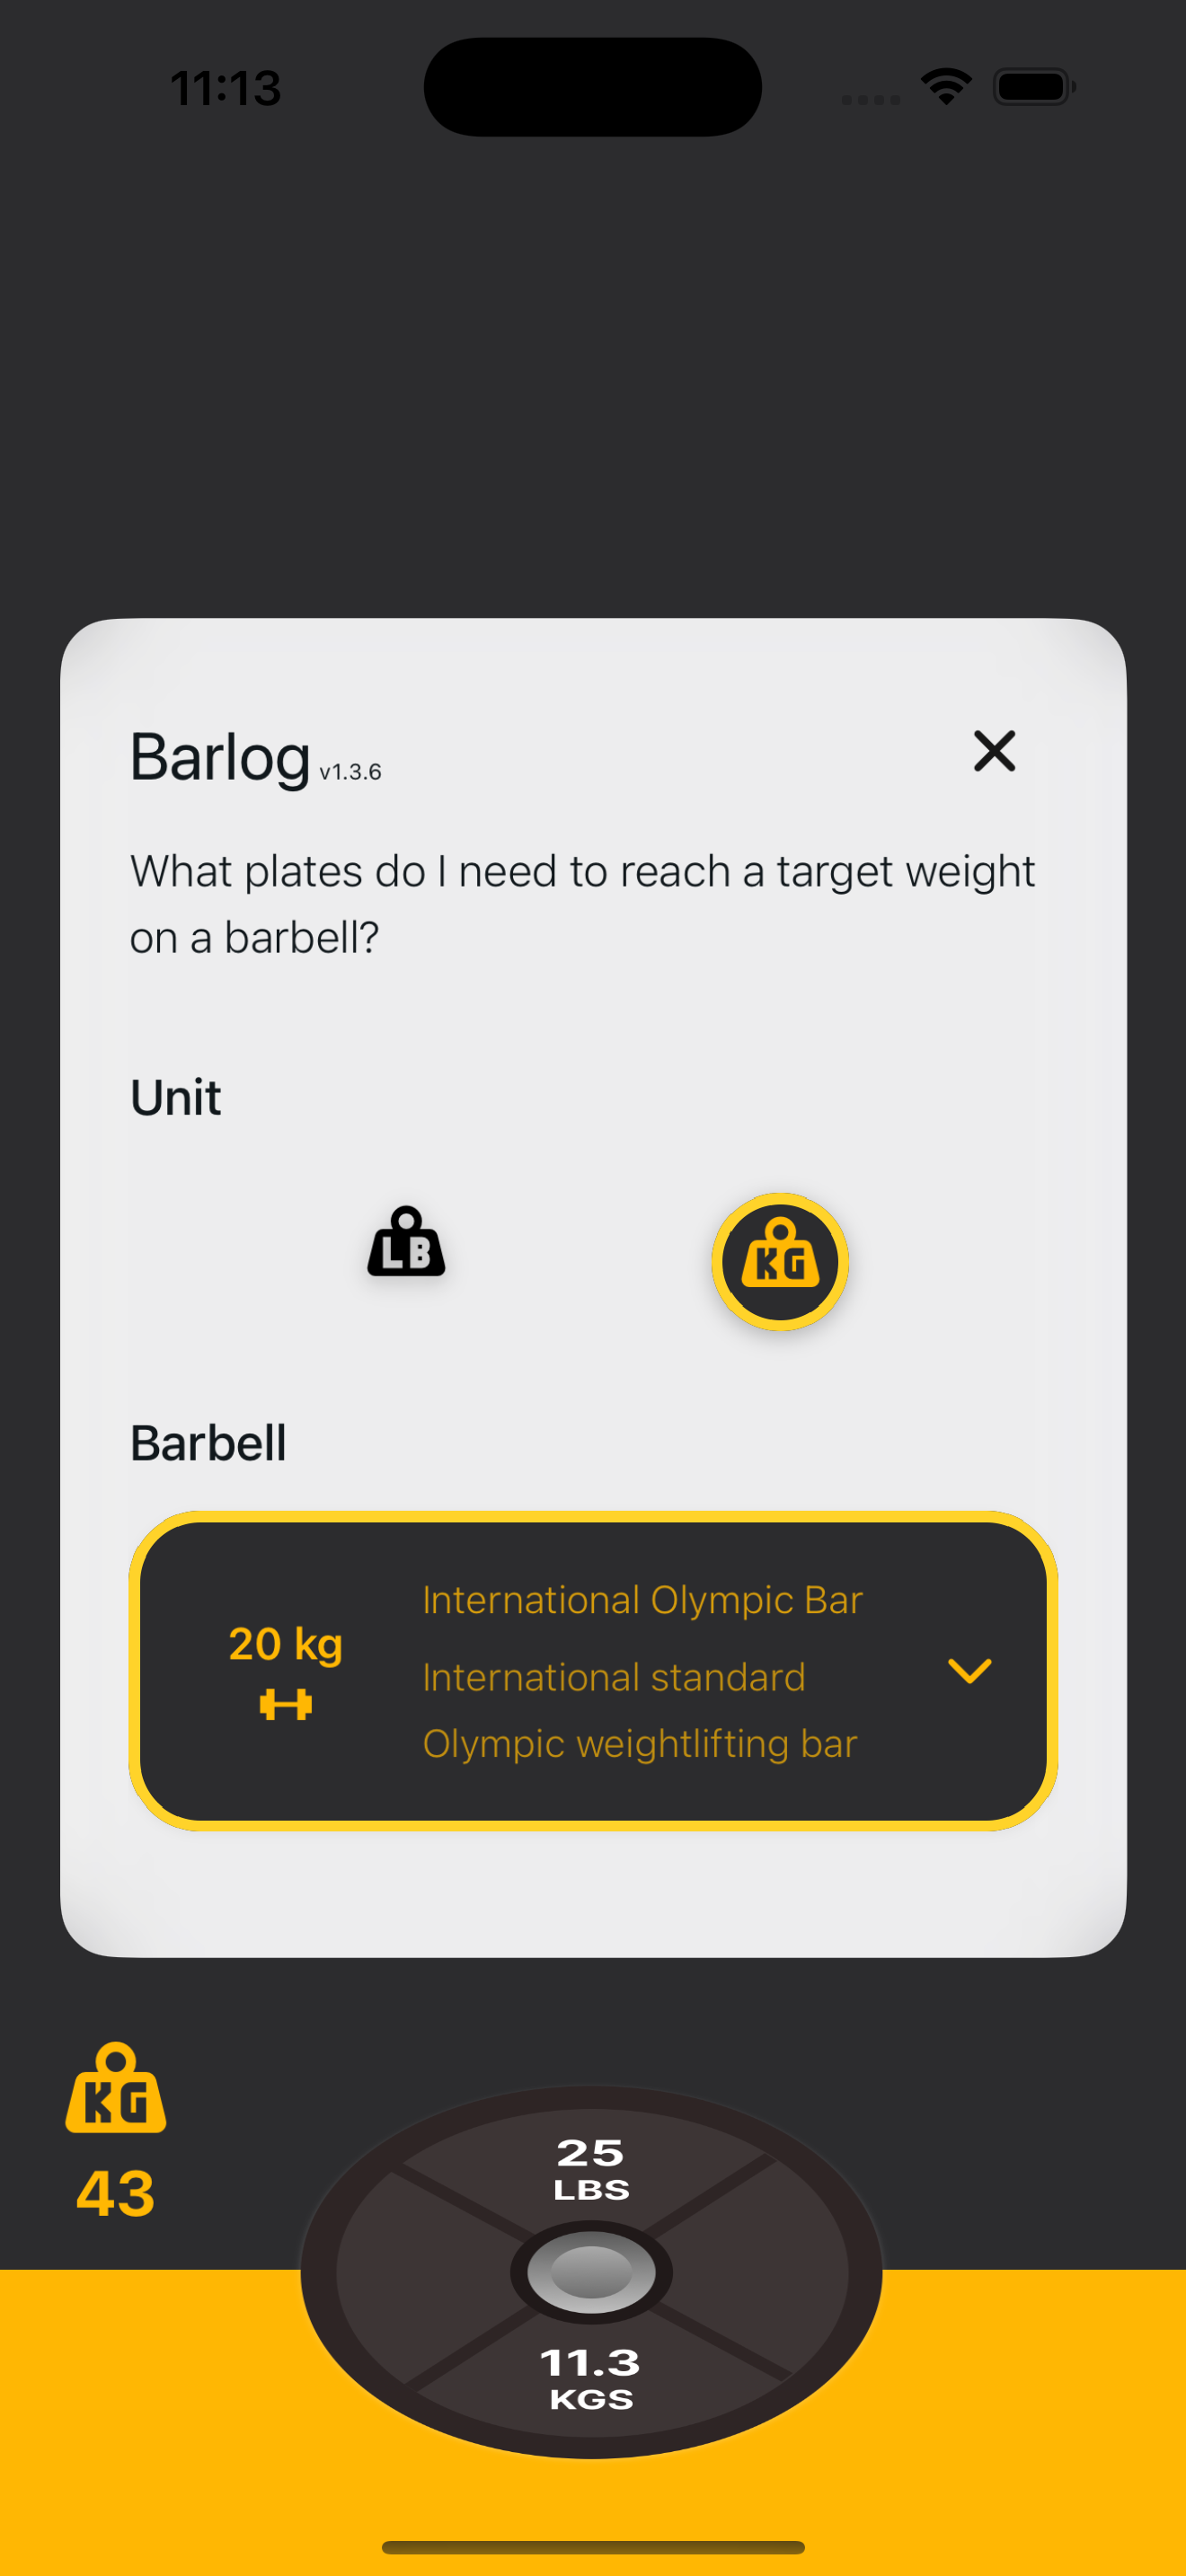 11:13
Barlog v1.3.6
What plates do I need to reach a target weight
on a barbell?
Unit
LB
KG
Barbell
20 kg
International Olympic Bar
International standard
Olympic weightlifting bar
KG
43
25
LBS
11.3
KGS